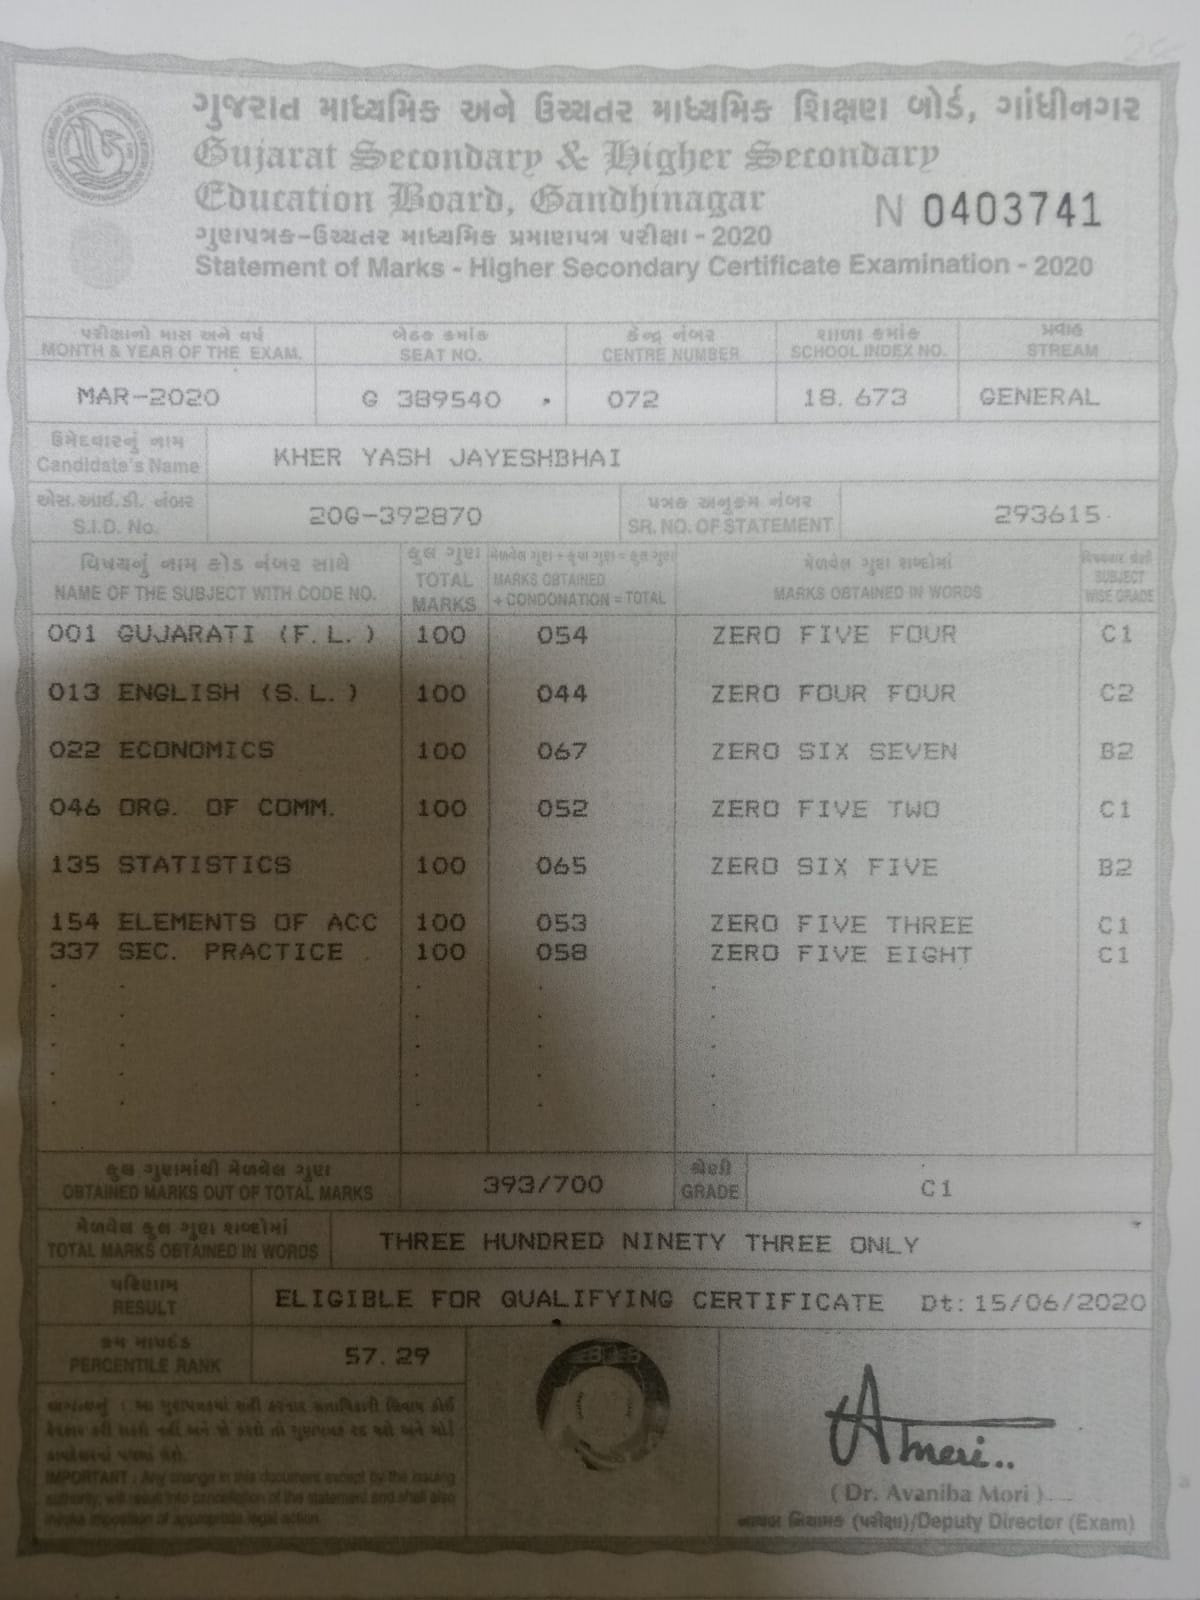 ગુજરાત માધ્યમિક અને ઉચ્ચતર માધ્યમિક શિક્ષણ બોર્ડ, ગાંધીનગર
Gujarat Secondary & Higher Secondary
Education Board, Gandhinagar
N 0403741
ગુણપત્રક-ઉચ્ચતર માધ્યમિક પ્રમાણપત્ર પરીક્ષા - 2020
Statement of Marks - Higher Secondary Certificate Examination - 2020
પરીક્ષાનો માસ અને વર્ષ બેઠક ક્રમાંક કેન્દ્ર નંબર શાળા ક્રમાંક પ્રવાહ
MONTH & YEAR OF THE EXAM. SEAT NO. CENTRE NUMBER SCHOOL INDEX NO. STREAM
MAR-2020 G 389540 072 18. 673 GENERAL
ઉમેદવારનું નામ
Candidate's Name KHER YASH JAYESHBHAI
એસ.આઈ.ડી. નંબર પત્રક અનુક્રમ નંબર
S.I.D. No. 20G-392870 SR. NO. OF STATEMENT 293615
વિષયનું નામ કોડ નંબર સાથે કુલ ગુણ મેળવેલ ગુણ + કૃપા ગુણ = કુલ ગુણ મેળવેલ ગુણ શબ્દોમાં વિષયવાર શ્રેણી
NAME OF THE SUBJECT WITH CODE NO. TOTAL MARKS MARKS OBTAINED + CONDONATION = TOTAL MARKS OBTAINED IN WORDS SUBJECT WISE GRADE
001 GUJARATI (F.L.) 100 054 ZERO FIVE FOUR C1
013 ENGLISH (S.L.) 100 044 ZERO FOUR FOUR C2
022 ECONOMICS 100 067 ZERO SIX SEVEN B2
046 ORG. OF COMM. 100 052 ZERO FIVE TWO C1
135 STATISTICS 100 065 ZERO SIX FIVE B2
154 ELEMENTS OF ACC 100 053 ZERO FIVE THREE C1
337 SEC. PRACTICE 100 058 ZERO FIVE EIGHT C1
કુલ ગુણમાંથી મેળવેલ ગુણ શ્રેણી
OBTAINED MARKS OUT OF TOTAL MARKS 393/700 GRADE C1
મેળવેલ કુલ ગુણ શબ્દોમાં
TOTAL MARKS OBTAINED IN WORDS THREE HUNDRED NINETY THREE ONLY
પરિણામ
RESULT ELIGIBLE FOR QUALIFYING CERTIFICATE Dt: 15/06/2020
ક્રમ માપદંડ
PERCENTILE RANK 57.29
IMPORTANT : Any change in this document except by the issuing
authority, will result into cancellation of the statement and shall also
invoke imposition of appropriate legal action.
(Dr. Avaniba Mori)
નાયબ નિયામક (પરીક્ષા)/Deputy Director (Exam)